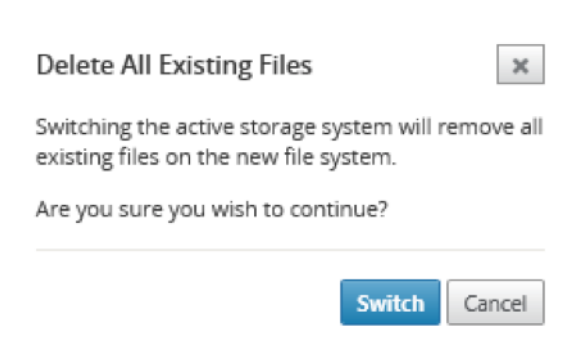 Delete All Existing Files
Switching the active storage system will remove all
existing files on the new file system.
Are you sure you wish to continue?
Switch Cancel